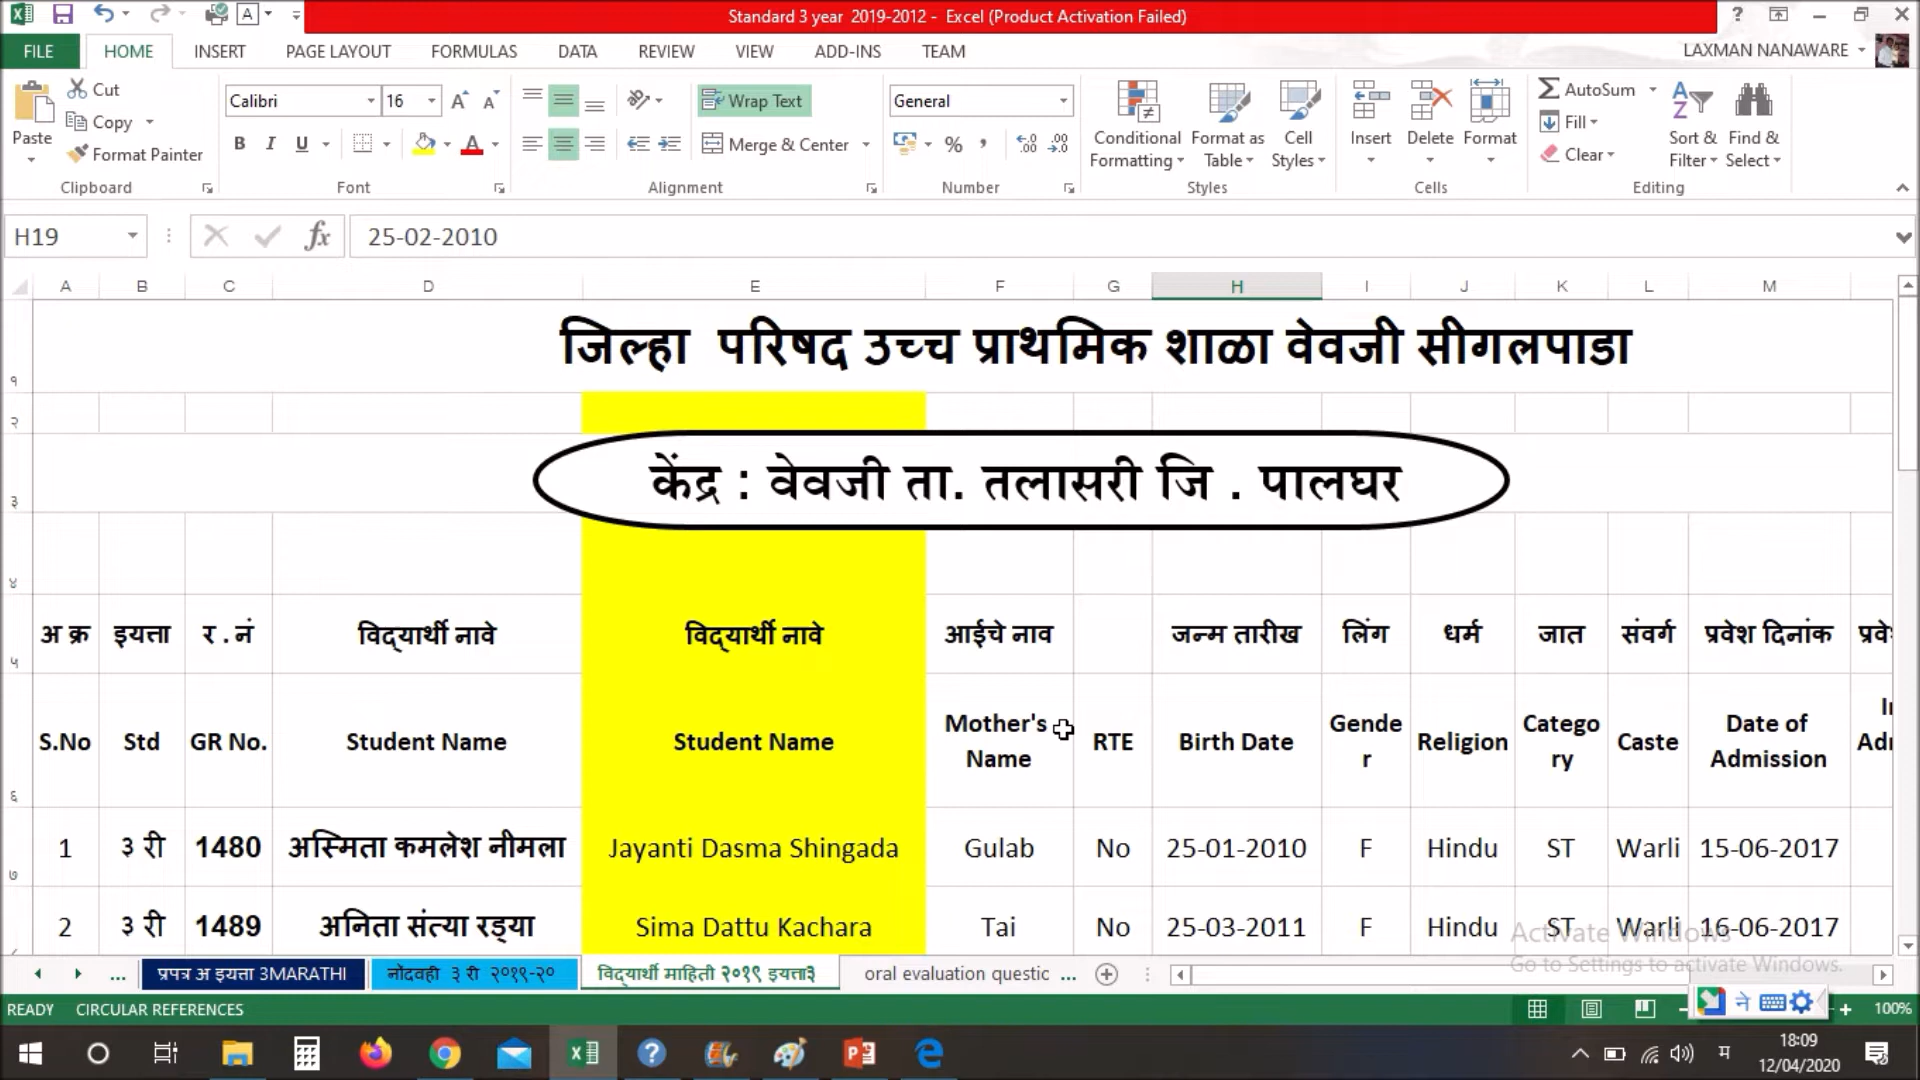 Standard 3 year 2019-2012 - Excel (Product Activation Failed)
FILE HOME INSERT PAGE LAYOUT FORMULAS DATA REVIEW VIEW ADD-INS TEAM LAXMAN NANAWARE
Paste Cut Copy Format Painter Clipboard
Calibri 16 B I U Font
Wrap Text Merge & Center Alignment
General % Number
Conditional Formatting Format as Table Cell Styles Styles
Insert Delete Format Cells
AutoSum Fill Clear Sort & Filter Find & Select Editing
H19 fx 25-02-2010
A B C D E F G H I J K L M
१ जिल्हा परिषद उच्च प्राथमिक शाळा वेवजी सीगलपाडा
२
३ केंद्र : वेवजी ता. तलासरी जि . पालघर
४
५ अ क्र इयत्ता र . नं विद्यार्थी नावे विद्यार्थी नावे आईचे नाव जन्म तारीख लिंग धर्म जात संवर्ग प्रवेश दिनांक
६ S.No Std GR No. Student Name Student Name Mother's Name RTE Birth Date Gender Religion Category Caste Date of Admission
७ 1 ३ री 1480 अस्मिता कमलेश नीमला Jayanti Dasma Shingada Gulab No 25-01-2010 F Hindu ST Warli 15-06-2017
2 ३ री 1489 अनिता संत्या रड्या Sima Dattu Kachara Tai No 25-03-2011 F Hindu ST Warli 16-06-2017
Activate Windows
Go to Settings to activate Windows.
... प्रपत्र अ इयत्ता 3MARATHI नोंदवही ३ री २०१९-२० विद्यार्थी माहिती २०१९ इयत्ता३ oral evaluation questic ...
READY CIRCULAR REFERENCES ने 100%
म 18:09
12/04/2020